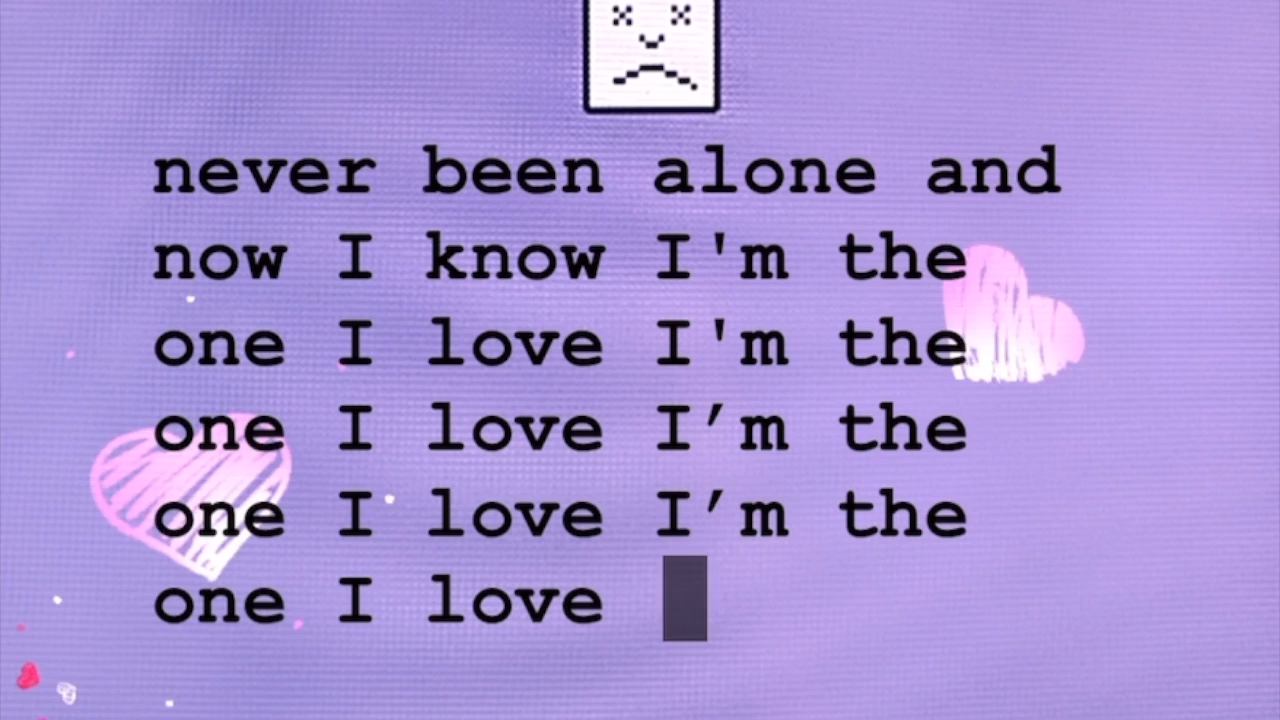 never been alone and
now I know I'm the
one I love I'm the
one I love I’m the
one I love I’m the
one I love